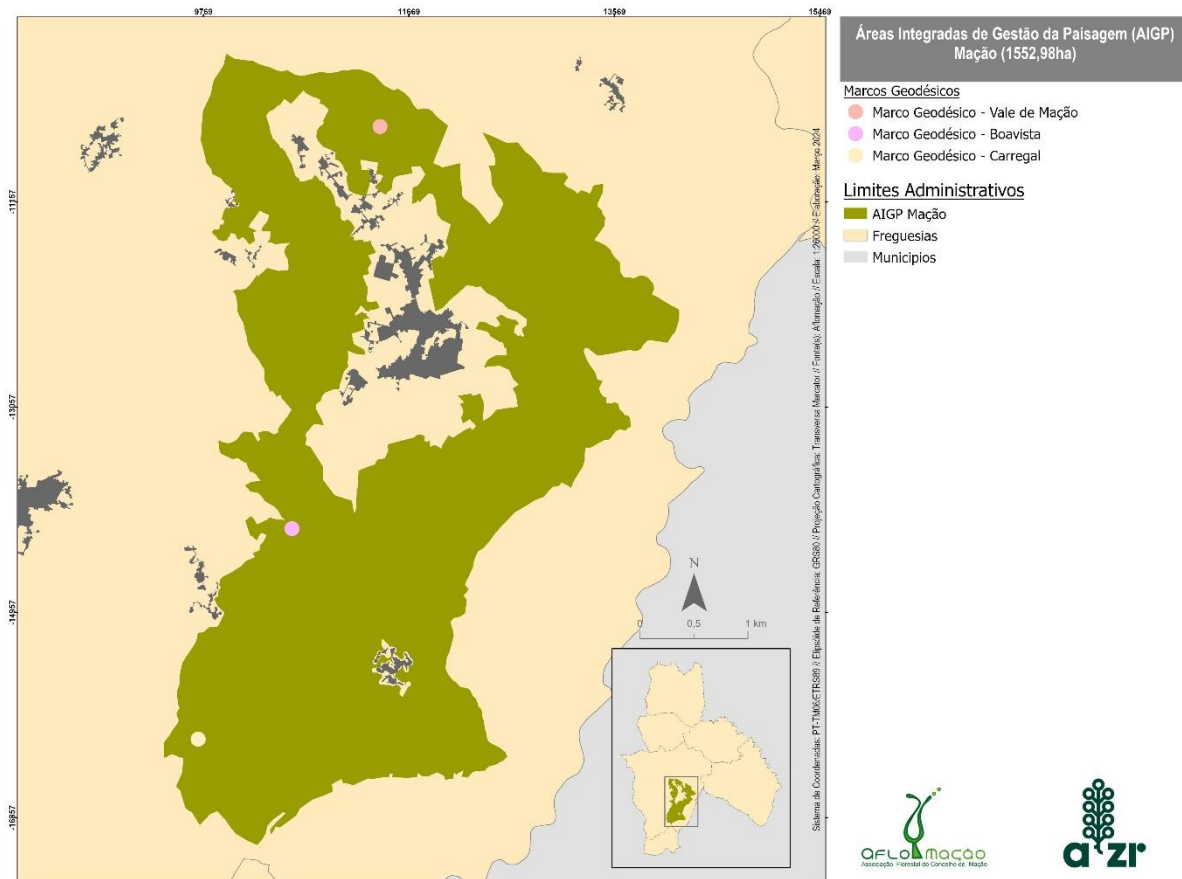 9769 11669 13569 15469
Áreas Integradas de Gestão da Paisagem (AIGP)
Mação (1552,98ha)
Marcos Geodésicos
Marco Geodésico - Vale de Mação
Marco Geodésico - Boavista
Marco Geodésico - Carregal
Limites Administrativos
AIGP Mação
Freguesias
Municipios
-11157
-13057
-14957
-16857
N
0 0,5 1 km
Sistema de Coordenadas: PT-TM06/ETRS89 // Elipsóide de Referência: GRS80 // Projeção Cartográfica: Transversa Mercator // Fonte(s): Aflomação // Escala: 1:26000 // Elaboração: Março 2024
aflomação
Associação Florestal do Concelho de Mação
aizr